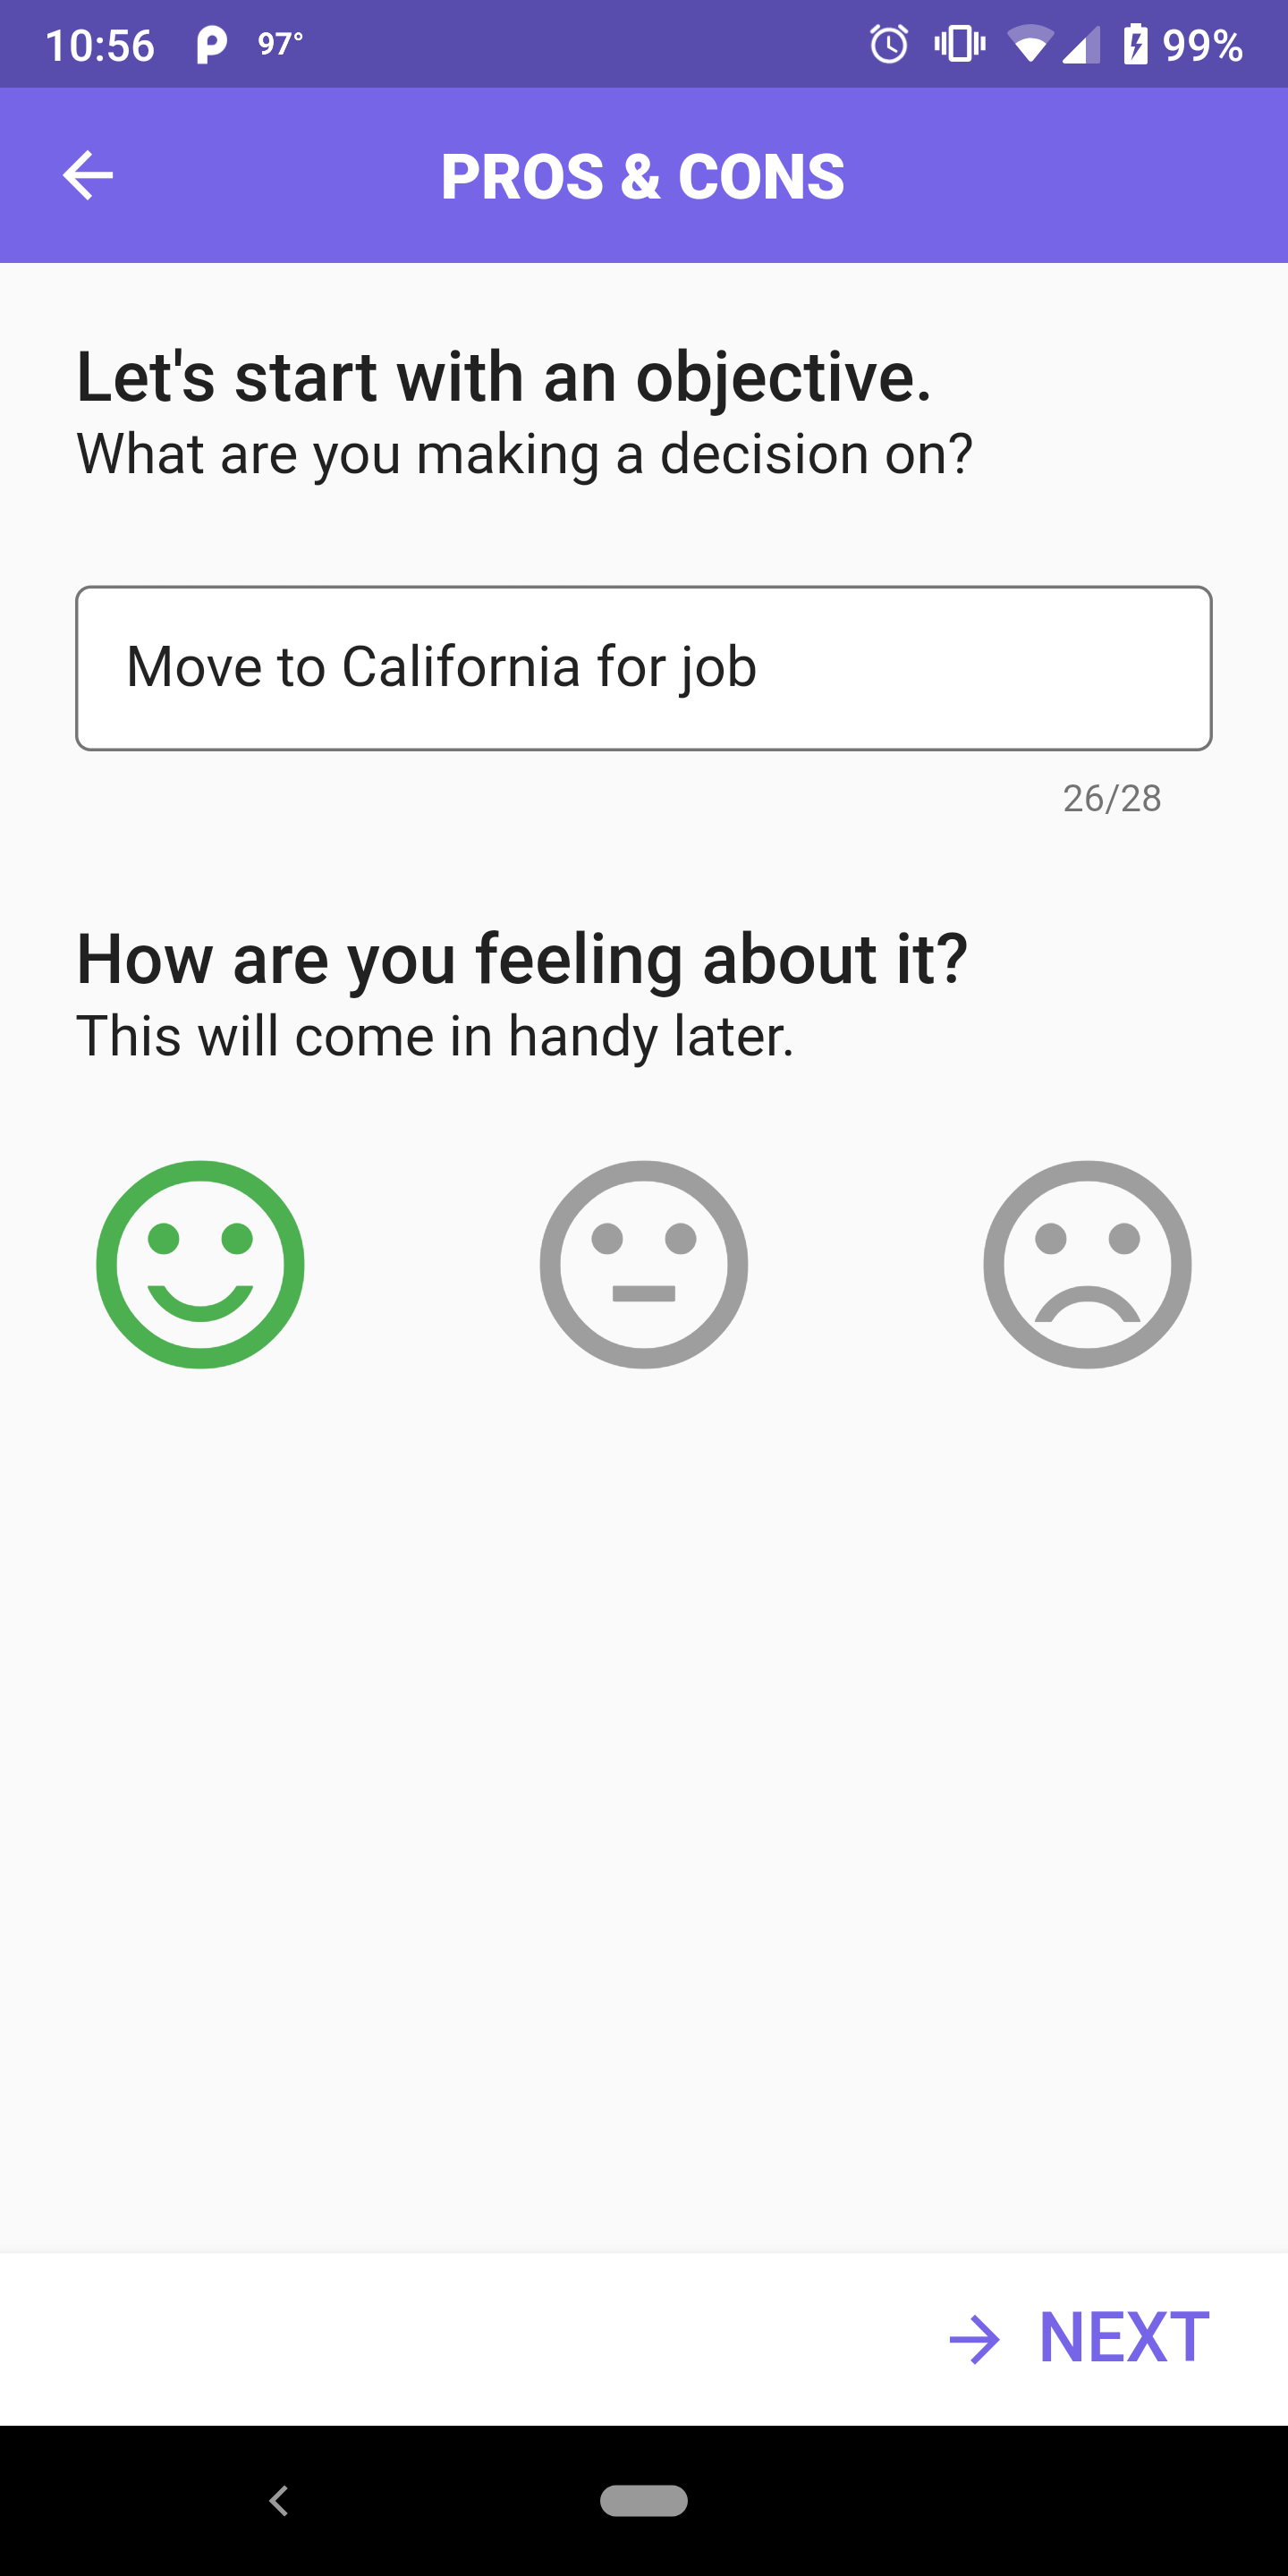 10:56 97° 99%
PROS & CONS
Let's start with an objective.
What are you making a decision on?
Move to California for job
26/28
How are you feeling about it?
This will come in handy later.
NEXT